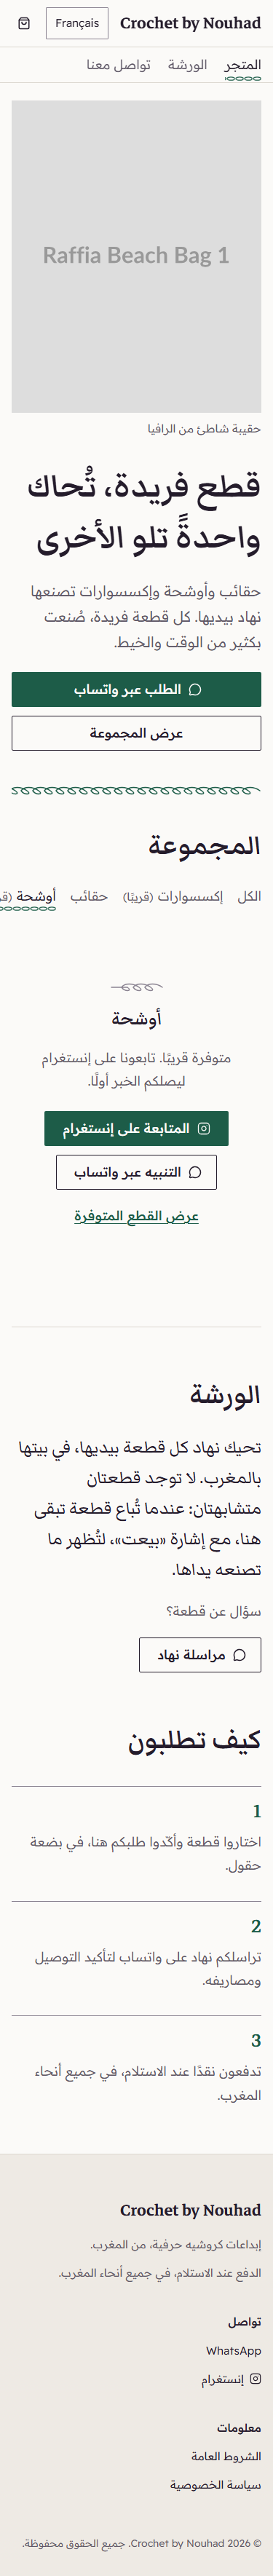 Crochet by Nouhad
Français
المتجر
الورشة
تواصل معنا
Raffia Beach Bag 1
حقيبة شاطئ من الرافيا
قطع فريدة، تُحاك
واحدةً تلو الأخرى
حقائب وأوشحة وإكسسوارات تصنعها
نهاد بيديها. كل قطعة فريدة، صُنعت
بكثير من الوقت والخيط.
الطلب عبر واتساب
عرض المجموعة
المجموعة
الكل
إكسسوارات (قريبًا)
حقائب
أوشحة
أوشحة
متوفرة قريبًا. تابعونا على إنستغرام
ليصلكم الخبر أولًا.
المتابعة على إنستغرام
التنبيه عبر واتساب
عرض القطع المتوفرة
الورشة
تحيك نهاد كل قطعة بيديها، في بيتها
بالمغرب. لا توجد قطعتان
متشابهتان: عندما تُباع قطعة تبقى
هنا، مع إشارة «بيعت»، لتُظهر ما
تصنعه يداها.
سؤال عن قطعة؟
مراسلة نهاد
كيف تطلبون
1
اختاروا قطعة وأكّدوا طلبكم هنا، في بضعة
حقول.
2
تراسلكم نهاد على واتساب لتأكيد التوصيل
ومصاريفه.
3
تدفعون نقدًا عند الاستلام، في جميع أنحاء
المغرب.
Crochet by Nouhad
إبداعات كروشيه حرفية، من المغرب.
الدفع عند الاستلام، في جميع أنحاء المغرب.
تواصل
WhatsApp
إنستغرام
معلومات
الشروط العامة
سياسة الخصوصية
© 2026 Crochet by Nouhad. جميع الحقوق محفوظة.